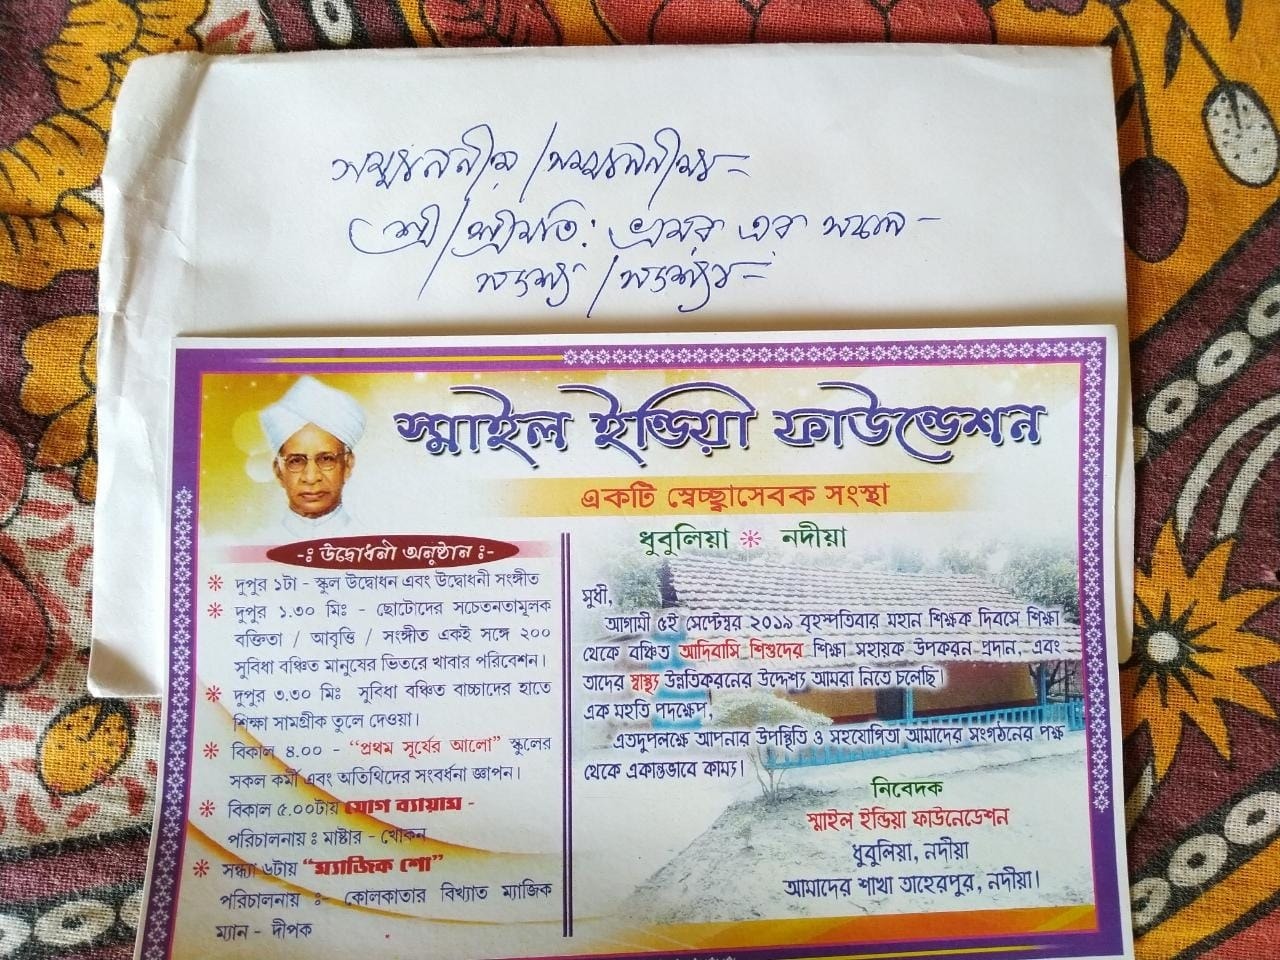 সম্মাননীয় / সম্মাননীয়া -
শ্রী / শ্রীমতি: ভ্রমর এবং সকল -
সদস্য / সদস্যরা -
স্মাইল ইন্ডিয়া ফাউন্ডেশন
একটি স্বেচ্ছাসেবক সংস্থা
ধুবুলিয়া ❋ নদীয়া
-ঃ উদ্বোধনী অনুষ্ঠান ঃ-
❋ দুপুর ১টা - স্কুল উদ্বোধন এবং উদ্বোধনী সংগীত
❋ দুপুর ১.৩০ মিঃ - ছোটোদের সচেতনতামূলক
বক্তিতা / আবৃত্তি / সংঙ্গীত একই সঙ্গে ২০০
সুবিধা বঞ্চিত মানুষের ভিতরে খাবার পরিবেশন।
❋ দুপুর ৩.৩০ মিঃ সুবিধা বঞ্চিত বাচ্চাদের হাতে
শিক্ষা সামগ্রীক তুলে দেওয়া।
❋ বিকাল ৪.০০ - “প্রথম সূর্যের আলো” স্কুলের
সকল কর্মী এবং অতিথিদের সংবর্ধনা জ্ঞাপন।
❋ বিকাল ৫.০০টায় যোগ ব্যায়াম -
পরিচালনায় ঃ মাষ্টার - খোকন
❋ সন্ধ্যা ৬টায় “ম্যাজিক শো”
পরিচালনায় ঃ- কোলকাতার বিখ্যাত ম্যাজিক
ম্যান - দীপক
সুধী,
আগামী ৫ই সেপ্টেম্বর ২০১৯ বৃহস্পতিবার মহান শিক্ষক দিবসে শিক্ষা
থেকে বঞ্চিত আদিবাসি শিশুদের শিক্ষা সহায়ক উপকরন প্রদান, এবং
তাদের স্বাস্থ্য উন্নতিকরনের উদ্দেশ্য আমরা নিতে চলেছি।
এক মহতি পদক্ষেপ,
এতদুপলক্ষে আপনার উপস্থিতি ও সহযোগিতা আমাদের সংগঠনের পক্ষ
থেকে একান্তভাবে কাম্য।
নিবেদক
স্মাইল ইন্ডিয়া ফাউনেডেশন
ধুবুলিয়া, নদীয়া
আমাদের শাখা তাহেরপুর, নদীয়া।